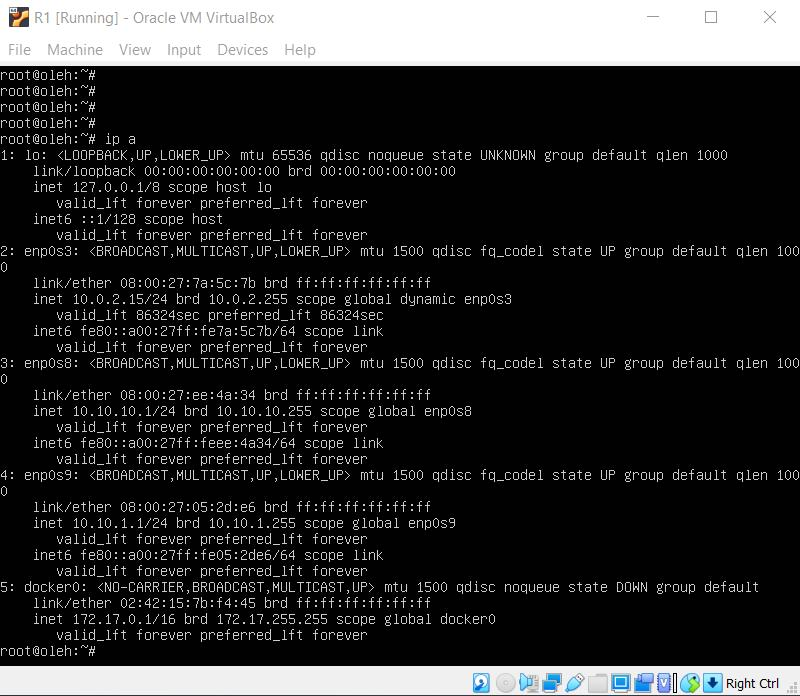 R1 [Running] - Oracle VM VirtualBox
File Machine View Input Devices Help
root@oleh:~#
root@oleh:~#
root@oleh:~#
root@oleh:~#
root@oleh:~# ip a
1: lo: <LOOPBACK,UP,LOWER_UP> mtu 65536 qdisc noqueue state UNKNOWN group default qlen 1000
    link/loopback 00:00:00:00:00:00 brd 00:00:00:00:00:00
    inet 127.0.0.1/8 scope host lo
       valid_lft forever preferred_lft forever
    inet6 ::1/128 scope host
       valid_lft forever preferred_lft forever
2: enp0s3: <BROADCAST,MULTICAST,UP,LOWER_UP> mtu 1500 qdisc fq_codel state UP group default qlen 100
0
    link/ether 08:00:27:7a:5c:7b brd ff:ff:ff:ff:ff:ff
    inet 10.0.2.15/24 brd 10.0.2.255 scope global dynamic enp0s3
       valid_lft 86324sec preferred_lft 86324sec
    inet6 fe80::a00:27ff:fe7a:5c7b/64 scope link
       valid_lft forever preferred_lft forever
3: enp0s8: <BROADCAST,MULTICAST,UP,LOWER_UP> mtu 1500 qdisc fq_codel state UP group default qlen 100
0
    link/ether 08:00:27:ee:4a:34 brd ff:ff:ff:ff:ff:ff
    inet 10.10.10.1/24 brd 10.10.10.255 scope global enp0s8
       valid_lft forever preferred_lft forever
    inet6 fe80::a00:27ff:feee:4a34/64 scope link
       valid_lft forever preferred_lft forever
4: enp0s9: <BROADCAST,MULTICAST,UP,LOWER_UP> mtu 1500 qdisc fq_codel state UP group default qlen 100
0
    link/ether 08:00:27:05:2d:e6 brd ff:ff:ff:ff:ff:ff
    inet 10.10.1.1/24 brd 10.10.1.255 scope global enp0s9
       valid_lft forever preferred_lft forever
    inet6 fe80::a00:27ff:fe05:2de6/64 scope link
       valid_lft forever preferred_lft forever
5: docker0: <NO-CARRIER,BROADCAST,MULTICAST,UP> mtu 1500 qdisc noqueue state DOWN group default
    link/ether 02:42:15:7b:f4:45 brd ff:ff:ff:ff:ff:ff
    inet 172.17.0.1/16 brd 172.17.255.255 scope global docker0
       valid_lft forever preferred_lft forever
root@oleh:~#
Right Ctrl